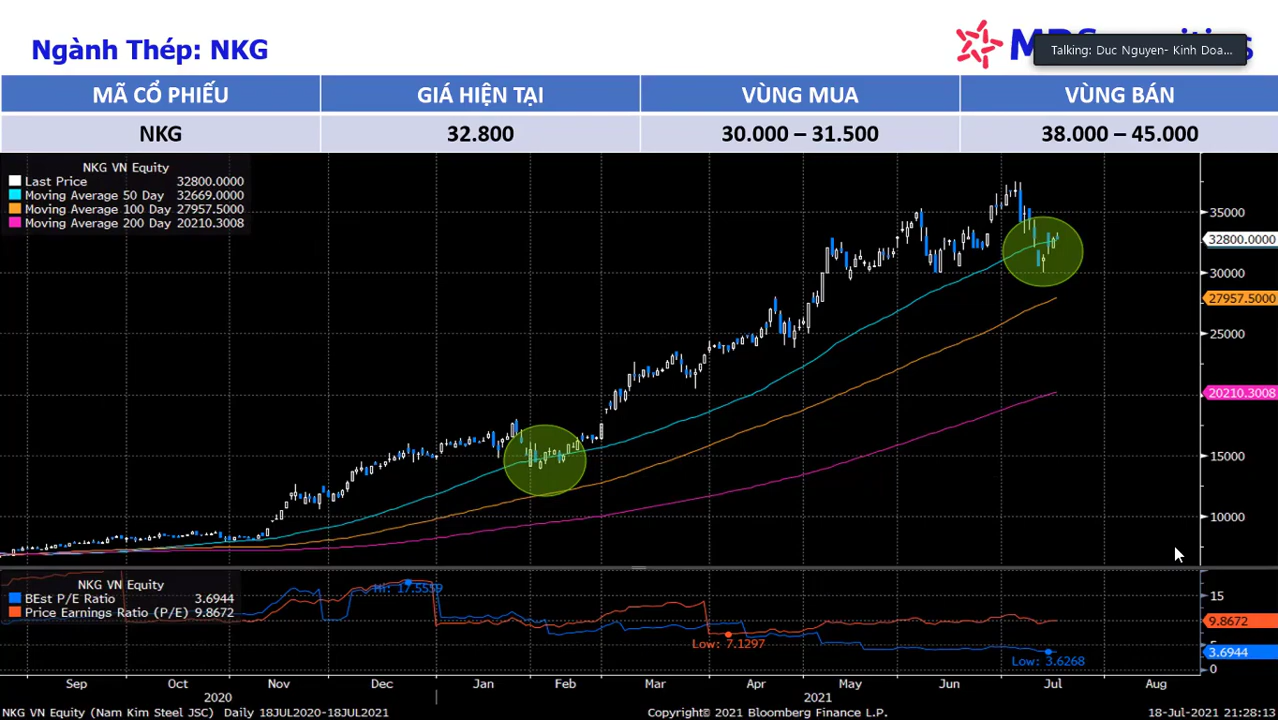 Ngành Thép: NKG
Talking: Duc Nguyen- Kinh Doa...
MÃ CỔ PHIẾU GIÁ HIỆN TẠI VÙNG MUA VÙNG BÁN
NKG 32.800 30.000 – 31.500 38.000 – 45.000
NKG VN Equity
Last Price 32800.0000
Moving Average 50 Day 32669.0000
Moving Average 100 Day 27957.5000
Moving Average 200 Day 20210.3008
35000
32800.0000
30000
27957.5000
25000
20210.3008
15000
10000
NKG VN Equity
BEst P/E Ratio 3.6944
Price Earnings Ratio (P/E) 9.8672
Hi: 17.5559
Low: 7.1297
Low: 3.6268
15
9.8672
5
3.6944
0
Sep Oct Nov Dec Jan Feb Mar Apr May Jun Jul Aug
2020 2021
NKG VN Equity (Nam Kim Steel JSC) Daily 18JUL2020-18JUL2021 Copyright© 2021 Bloomberg Finance L.P. 18-Jul-2021 21:28:13